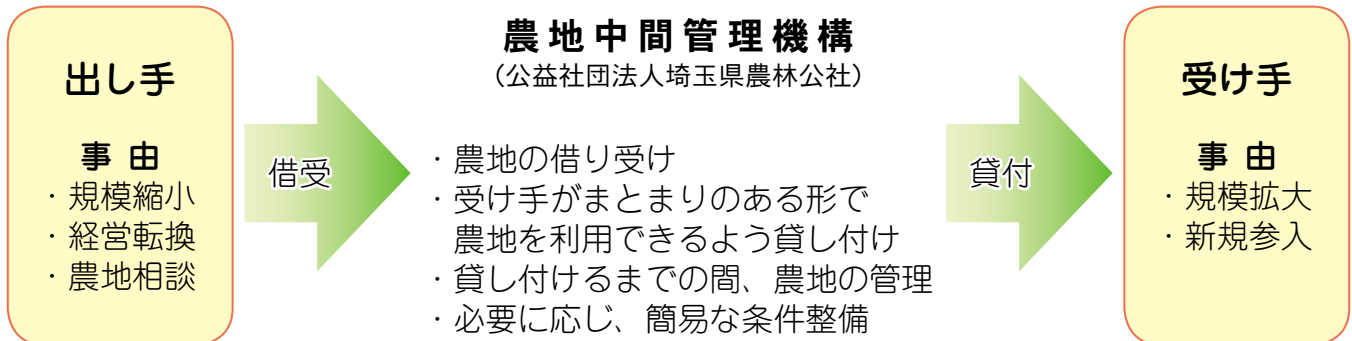 出し手
事由
・規模縮小
・経営転換
・農地相談
借受
農地中間管理機構
（公益社団法人埼玉県農林公社）
・農地の借り受け
・受け手がまとまりのある形で
農地を利用できるよう貸し付け
・貸し付けるまでの間、農地の管理
・必要に応じ、簡易な条件整備
貸付
受け手
事由
・規模拡大
・新規参入